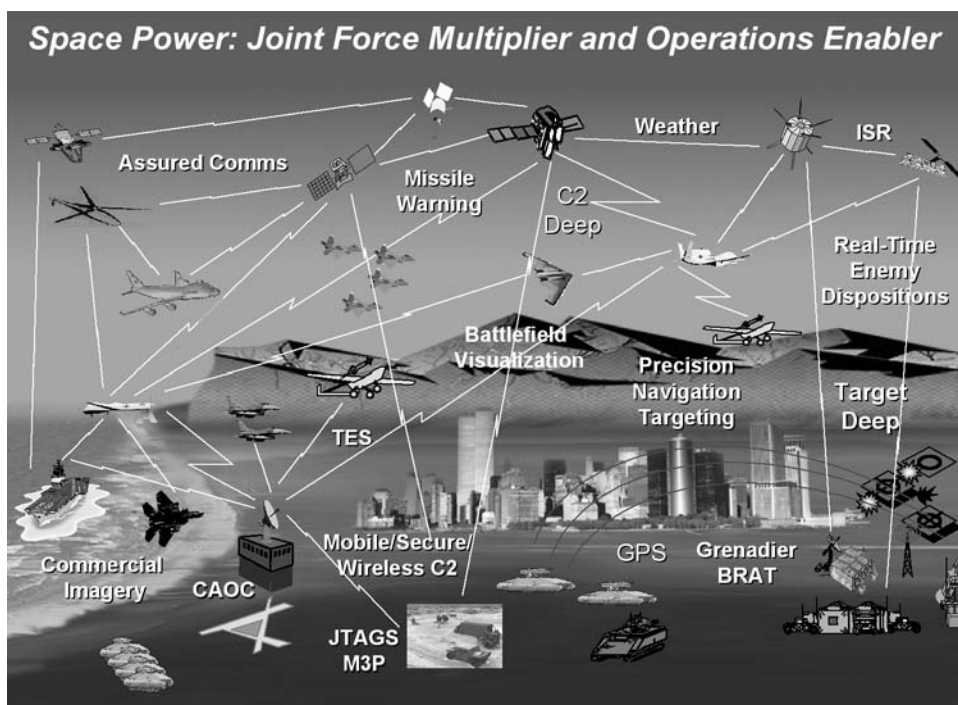 Space Power: Joint Force Multiplier and Operations Enabler
Weather
ISR
Assured Comms
Missile
Warning
C2
Deep
Real-Time
Enemy
Dispositions
Battlefield
Visualization
Precision
Navigation
Targeting
Target
Deep
TES
Mobile/Secure/
Wireless C2
GPS
Grenadier
BRAT
Commercial
Imagery
CAOC
JTAGS
M3P